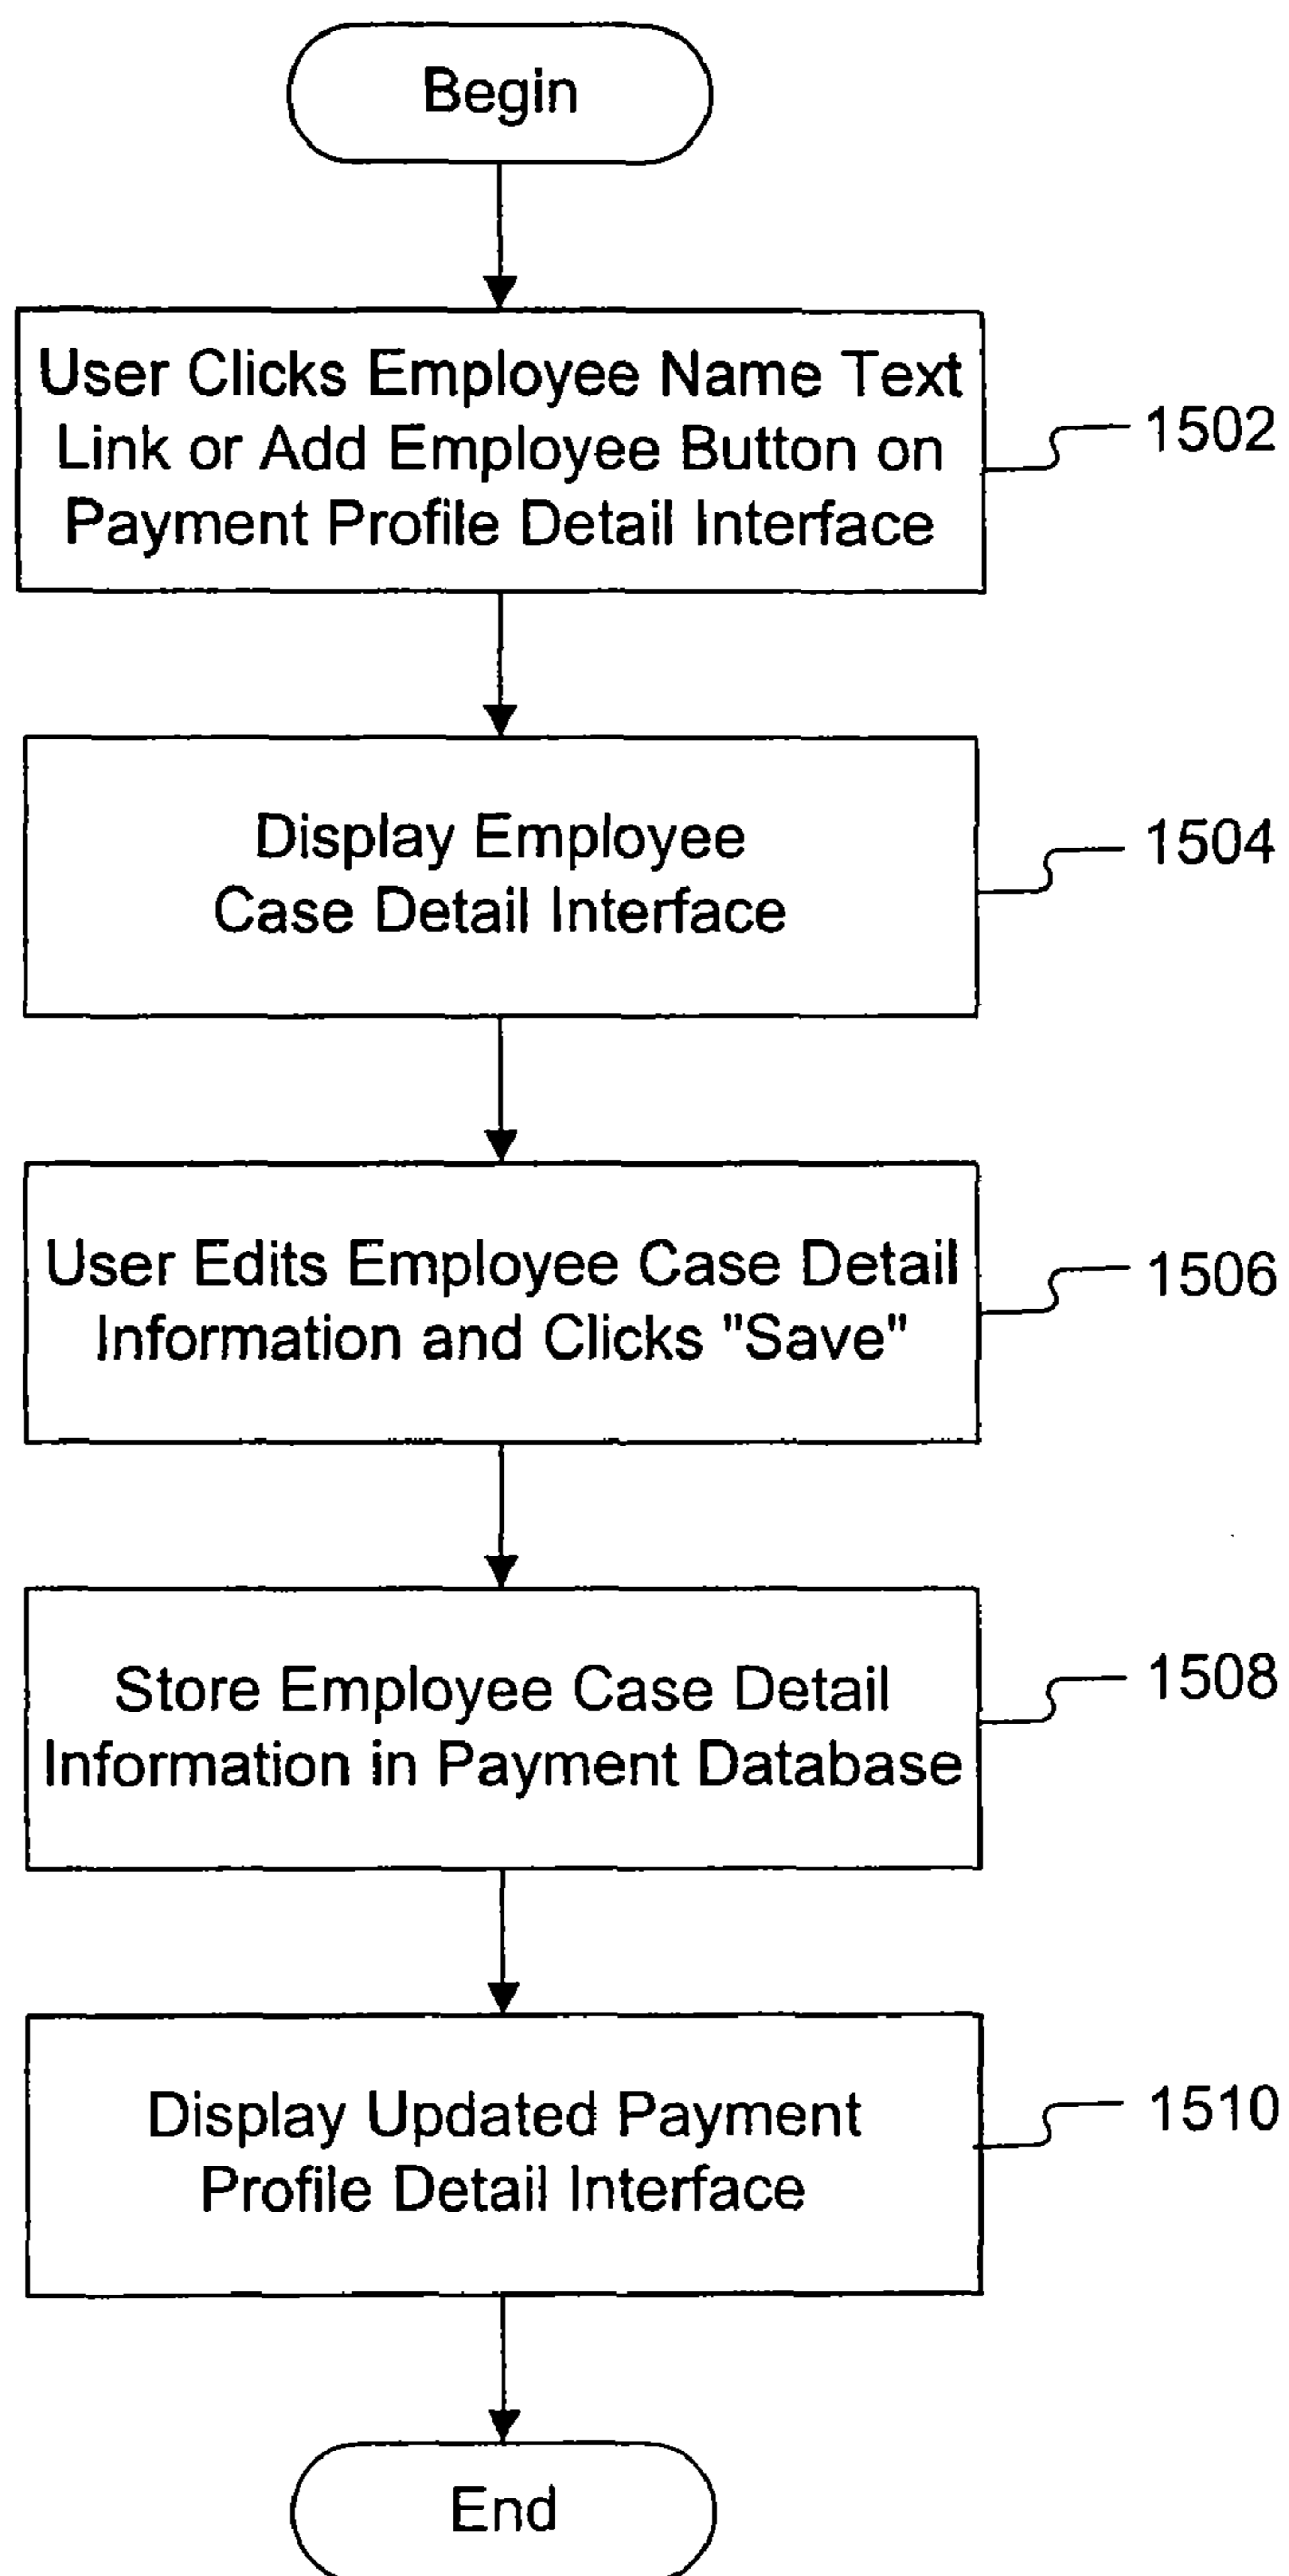 Begin
User Clicks Employee Name Text
Link or Add Employee Button on
Payment Profile Detail Interface
1502
Display Employee
Case Detail Interface
1504
User Edits Employee Case Detail
Information and Clicks "Save"
1506
Store Employee Case Detail
Information in Payment Database
1508
Display Updated Payment
Profile Detail Interface
1510
End